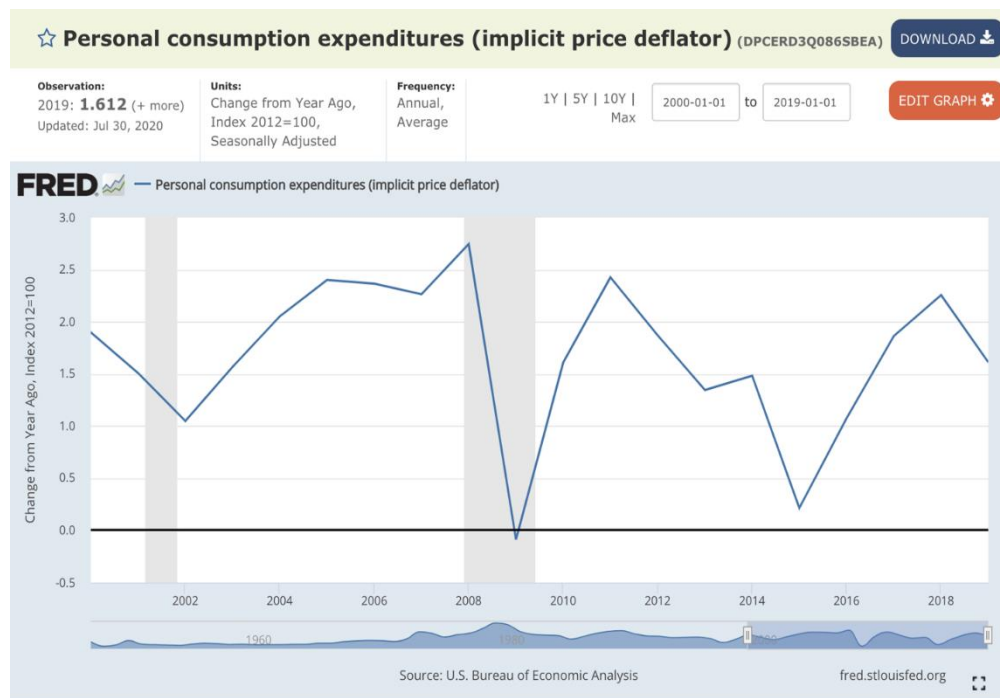 Personal consumption expenditures (implicit price deflator) (DPCERD3Q086SBEA)
DOWNLOAD
Observation:
2019: 1.612 (+ more)
Updated: Jul 30, 2020
Units:
Change from Year Ago,
Index 2012=100,
Seasonally Adjusted
Frequency:
Annual,
Average
1Y | 5Y | 10Y |
Max
2000-01-01 to 2019-01-01
EDIT GRAPH
FRED
Personal consumption expenditures (implicit price deflator)
Change from Year Ago, Index 2012=100
3.0
2.5
2.0
1.5
1.0
0.5
0.0
-0.5
2002 2004 2006 2008 2010 2012 2014 2016 2018
1960 1980
Source: U.S. Bureau of Economic Analysis
fred.stlouisfed.org